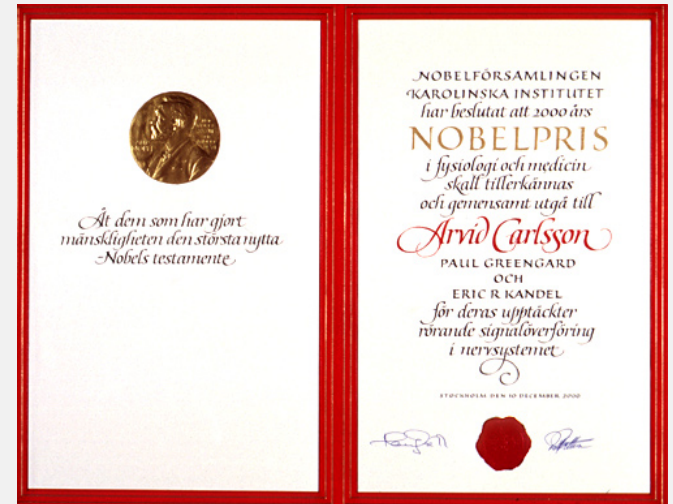 Åt dem som har gjort
mänskligheten den största nytta
Nobels testamente
NOBELFÖRSAMLINGEN
KAROLINSKA INSTITUTET
har beslutat att 2000 års
NOBELPRIS
i fysiologi och medicin
skall tillerkännas
och gemensamt utgå till
Arvid Carlsson
PAUL GREENGARD
OCH
ERIC R KANDEL
för deras upptäckter
rörande signalöverföring
i nervsystemet
STOCKHOLM DEN 10 DECEMBER 2000